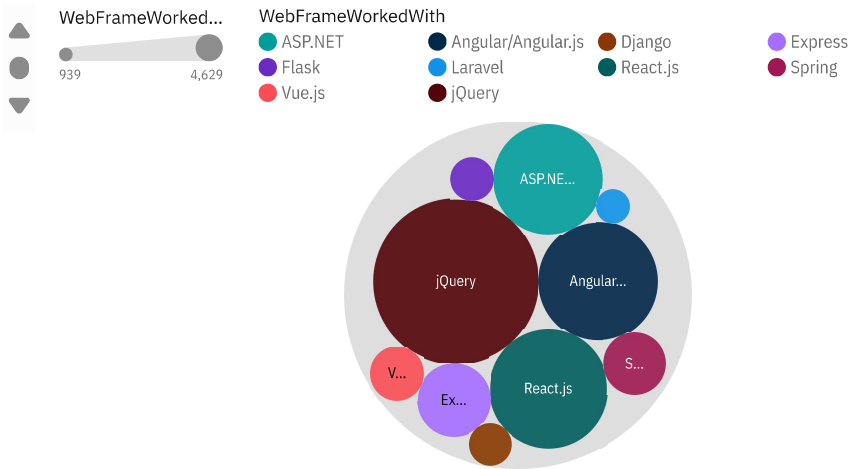 WebFrameWorked...
939
4,629
WebFrameWorkedWith
ASP.NET
Angular/Angular.js
Django
Express
Flask
Laravel
React.js
Spring
Vue.js
jQuery
ASP.NE...
jQuery
Angular...
V...
Ex...
React.js
S...